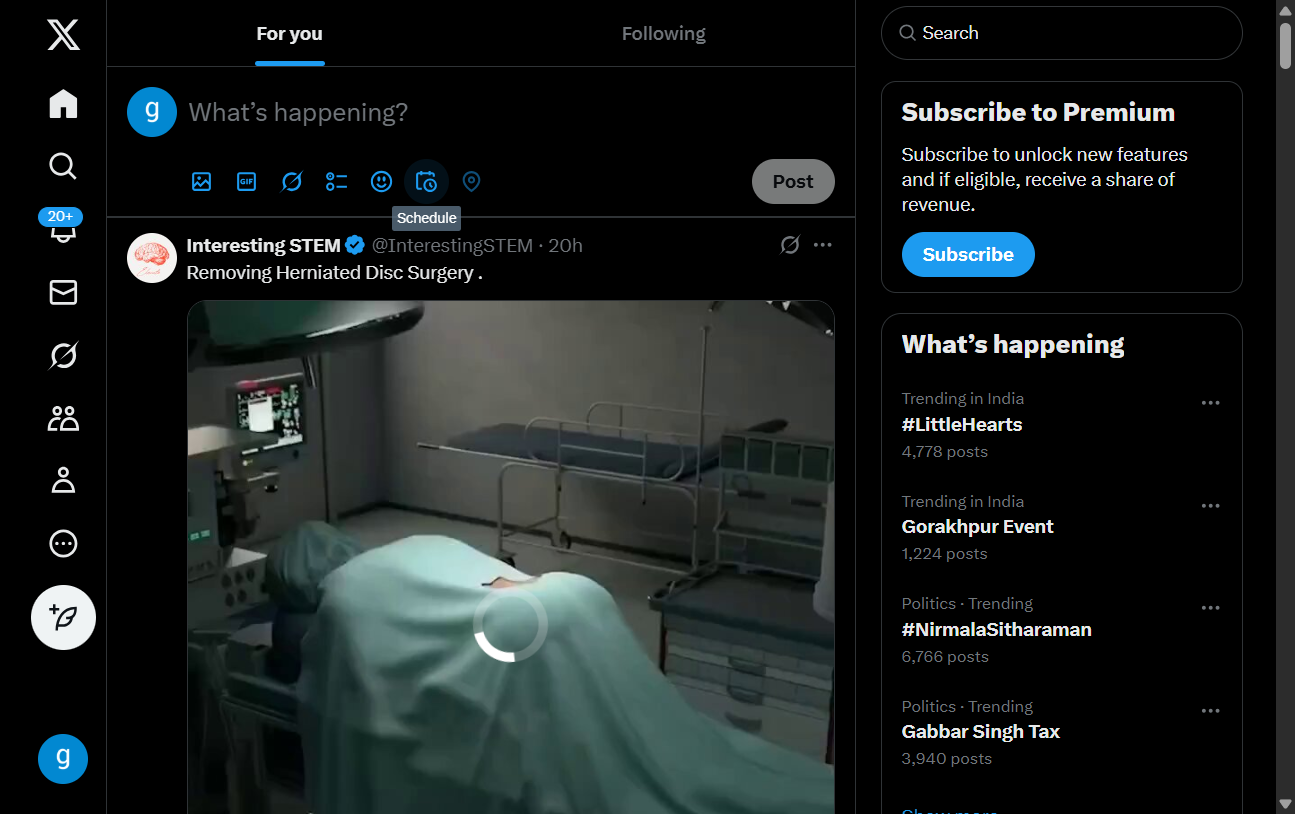 For you
Following
g
What’s happening?
GIF
Post
Schedule
20+
Interesting STEM @InterestingSTEM · 20h
Removing Herniated Disc Surgery .
g
Search
Subscribe to Premium
Subscribe to unlock new features
and if eligible, receive a share of
revenue.
Subscribe
What’s happening
Trending in India
#LittleHearts
4,778 posts
Trending in India
Gorakhpur Event
1,224 posts
Politics · Trending
#NirmalaSitharaman
6,766 posts
Politics · Trending
Gabbar Singh Tax
3,940 posts
Show more